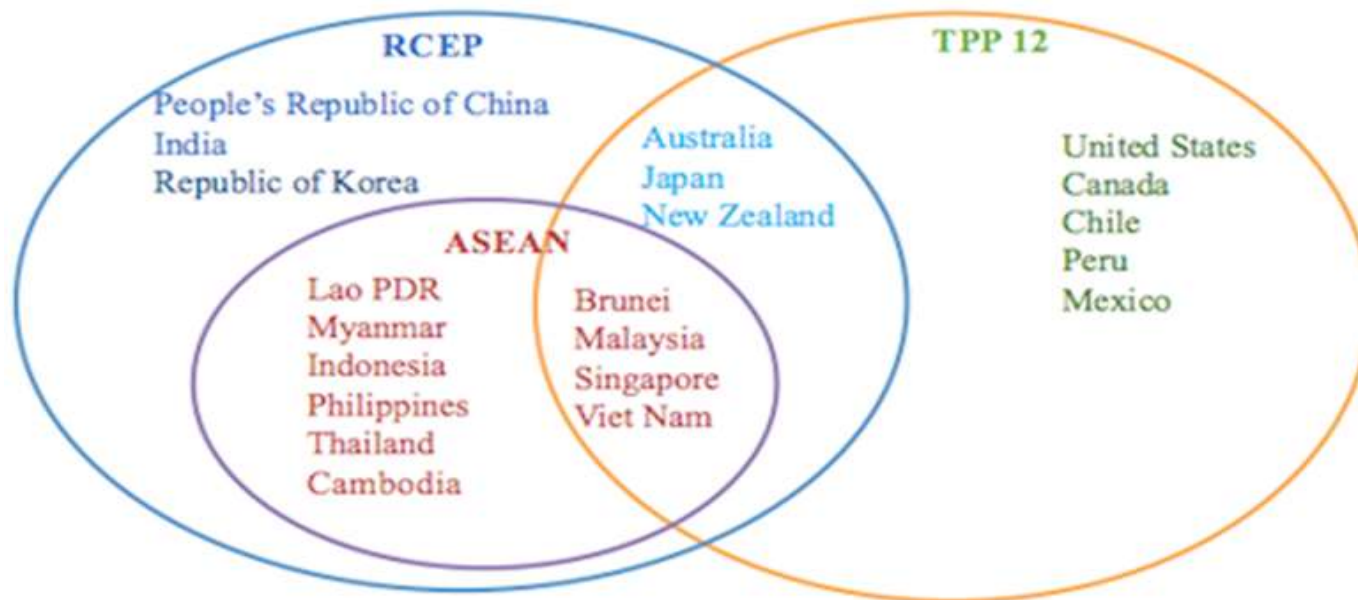 RCEP
People's Republic of China
India
Republic of Korea
ASEAN
Lao PDR
Myanmar
Indonesia
Philippines
Thailand
Cambodia
Brunei
Malaysia
Singapore
Viet Nam
Australia
Japan
New Zealand
TPP 12
United States
Canada
Chile
Peru
Mexico